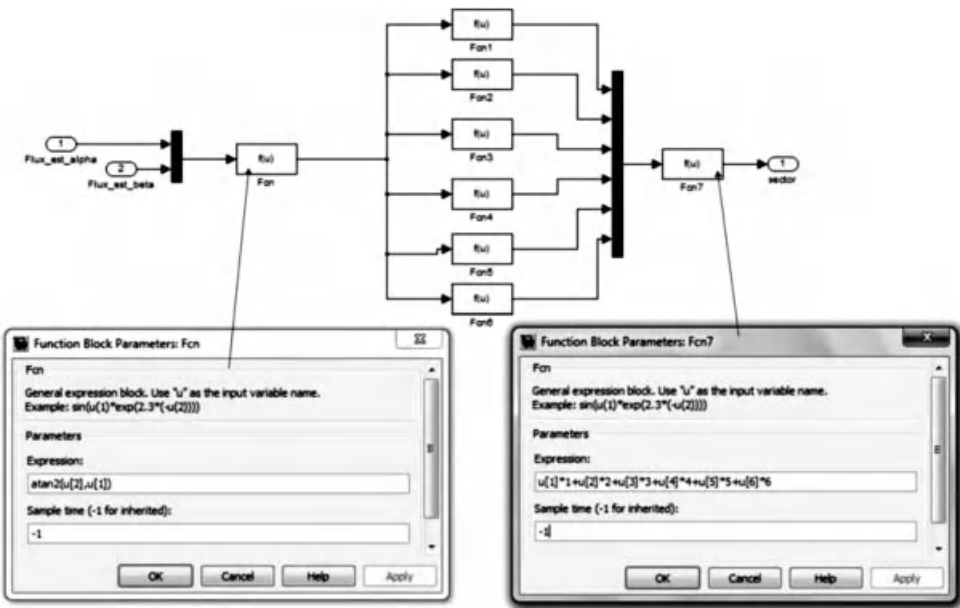 f(u)
Fcn1
f(u)
Fcn2
1
Flux_est_alpha
2
Flux_est_beta
f(u)
Fcn
f(u)
Fcn3
f(u)
Fcn4
f(u)
Fcn5
f(u)
Fcn6
f(u)
Fcn7
1
sector
Function Block Parameters: Fcn
Fcn
General expression block. Use "u" as the input variable name.
Example: sin(u(1)*exp(2.3*(-u(2))))
Parameters
Expression:
atan2(u[2],u[1])
Sample time (-1 for inherited):
-1
OK Cancel Help Apply
Function Block Parameters: Fcn7
Fcn
General expression block. Use "u" as the input variable name.
Example: sin(u(1)*exp(2.3*(-u(2))))
Parameters
Expression:
u[1]*1+u[2]*2+u[3]*3+u[4]*4+u[5]*5+u[6]*6
Sample time (-1 for inherited):
-1
OK Cancel Help Apply